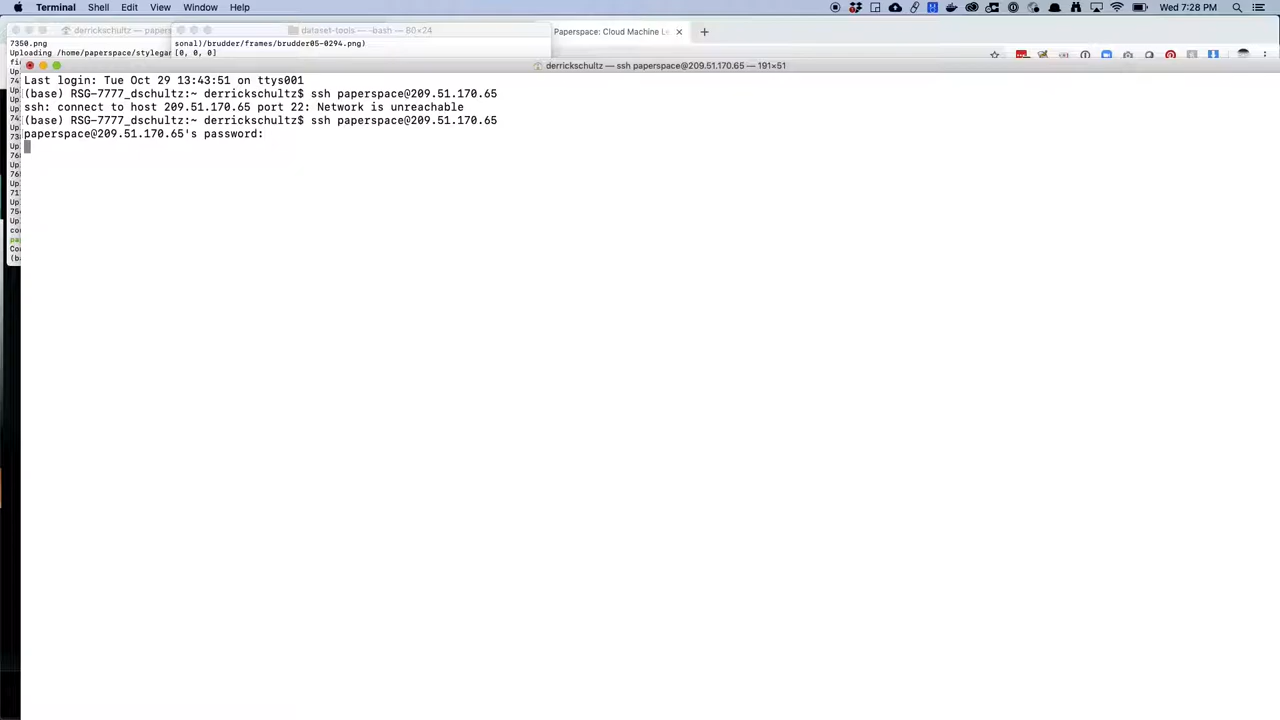 Terminal Shell Edit View Window Help Wed 7:28 PM
derrickschultz — papers
dataset-tools — -bash — 80×24
Paperspace: Cloud Machine Le
7350.png
sonal)/brudder/frames/brudder05-0294.png)
Uploading /home/paperspace/stylegan
[0, 0, 0]
derrickschultz — ssh paperspace@209.51.170.65 — 191×51
Last login: Tue Oct 29 13:43:51 on ttys001
(base) RSG-7777_dschultz:~ derrickschultz$ ssh paperspace@209.51.170.65
ssh: connect to host 209.51.170.65 port 22: Network is unreachable
(base) RSG-7777_dschultz:~ derrickschultz$ ssh paperspace@209.51.170.65
paperspace@209.51.170.65's password: